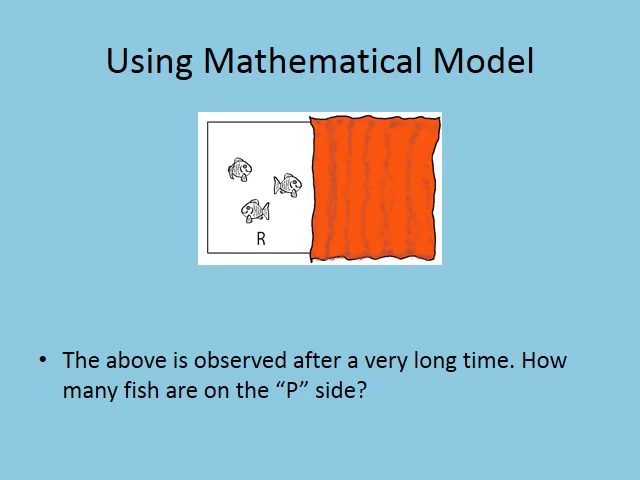 Using Mathematical Model
R
• The above is observed after a very long time. How
many fish are on the “P” side?